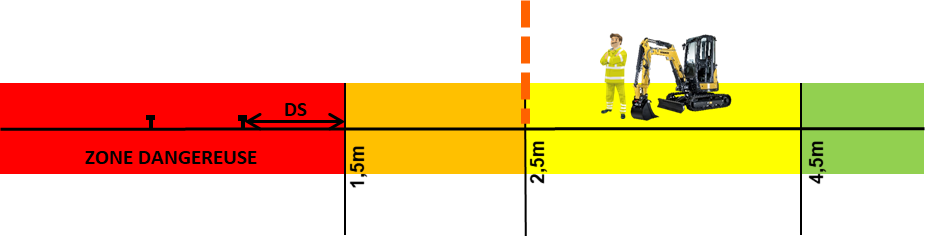 DS
ZONE DANGEREUSE
1,5m
2,5m
4,5m